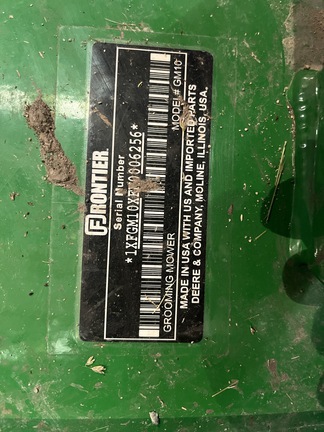 FRONTIER
Serial Number
GROOMING MOWER MODEL # GM10
MADE IN USA WITH US AND IMPORTED PARTS
DEERE & COMPANY, MOLINE, ILLINOIS, USA.